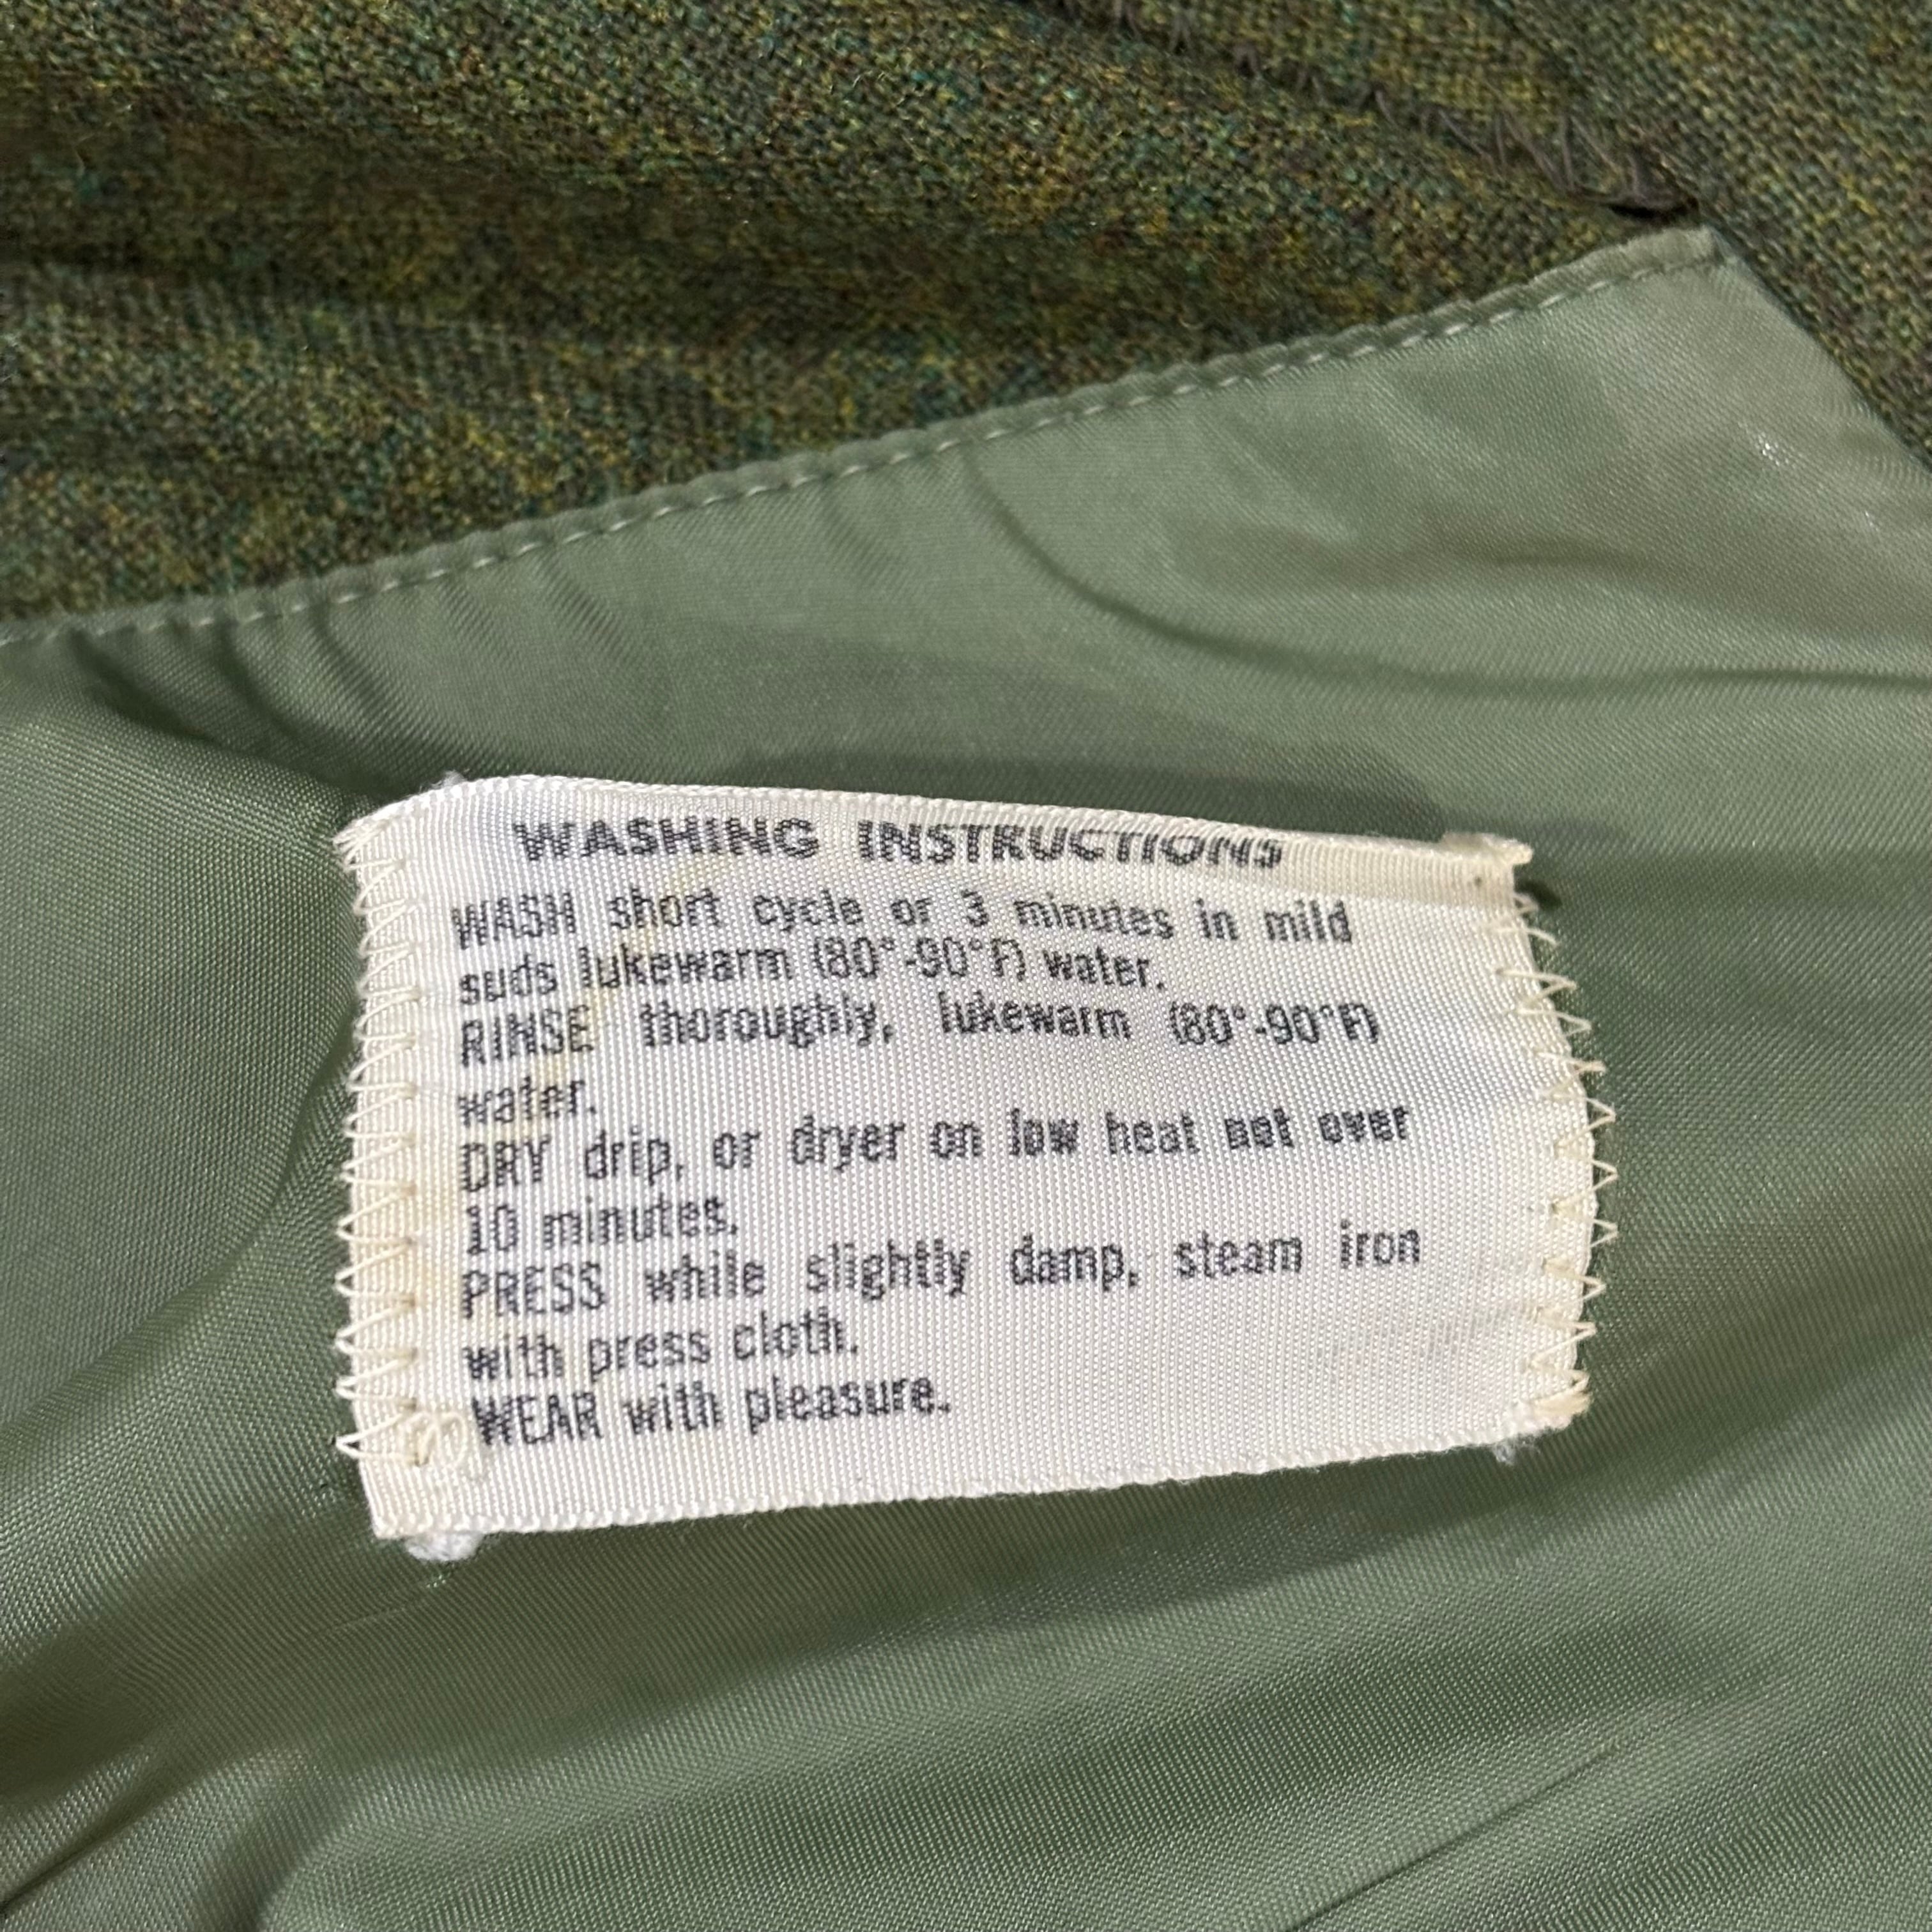 WASHING INSTRUCTIONS
WASH short cycle or 3 minutes in mild
suds lukewarm (80°-90°F) water.
RINSE thoroughly, lukewarm (80°-90°F)
water.
DRY drip, or dryer on low heat not over
10 minutes.
PRESS while slightly damp, steam iron
with press cloth.
WEAR with pleasure.